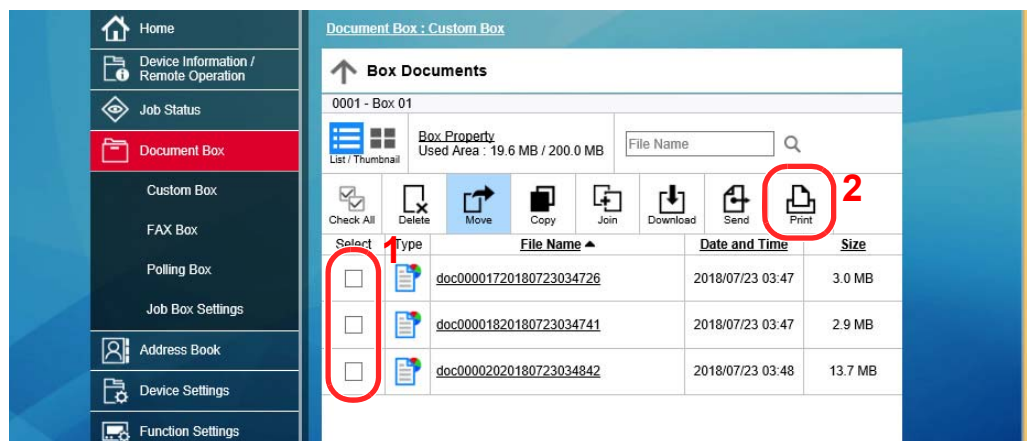 Home
Device Information /
Remote Operation
Job Status
Document Box
Custom Box
FAX Box
Polling Box
Job Box Settings
Address Book
Device Settings
Function Settings
Document Box : Custom Box
Box Documents
0001 - Box 01
List / Thumbnail
Box Property
Used Area : 19.6 MB / 200.0 MB
File Name
2
Check All Delete Move Copy Join Download Send Print
1
Select Type File Name ▲ Date and Time Size
doc00001720180723034726 2018/07/23 03:47 3.0 MB
doc00001820180723034741 2018/07/23 03:47 2.9 MB
doc00002020180723034842 2018/07/23 03:48 13.7 MB